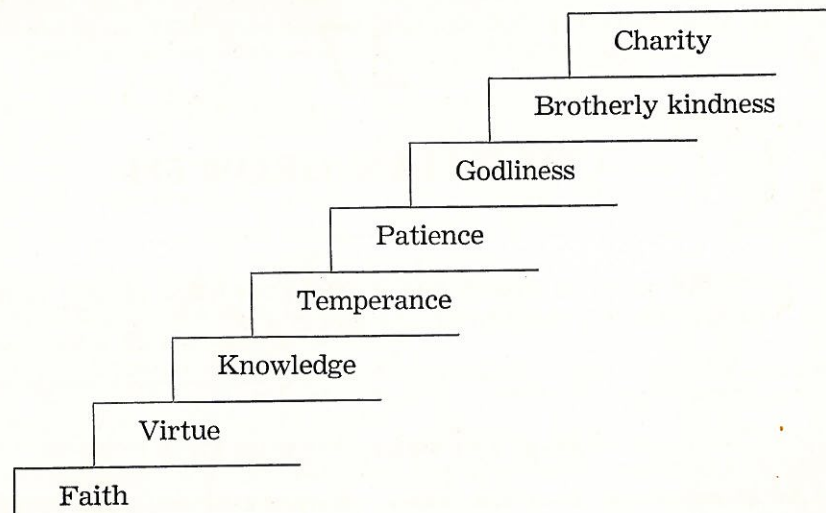 Charity
Brotherly kindness
Godliness
Patience
Temperance
Knowledge
Virtue
Faith